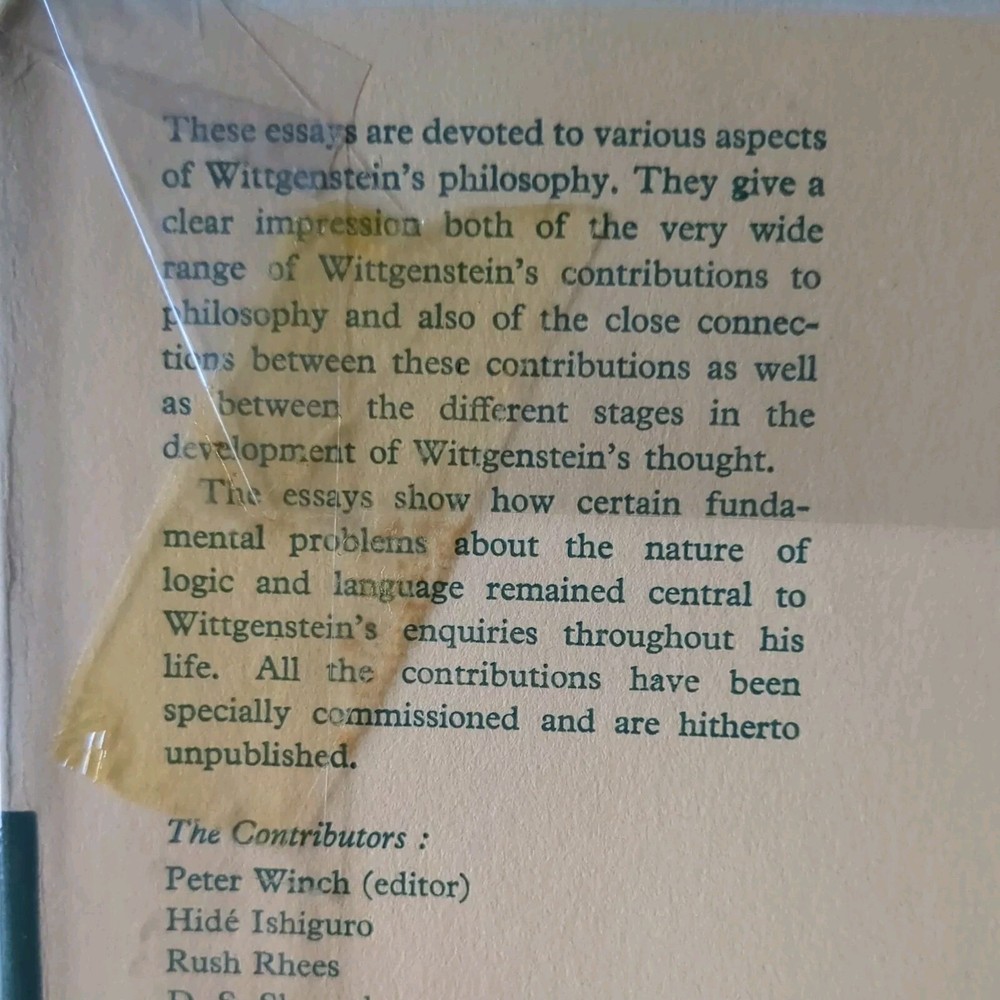 These essays are devoted to various aspects
of Wittgenstein's philosophy. They give a
clear impression both of the very wide
range of Wittgenstein's contributions to
philosophy and also of the close connec-
tions between these contributions as well
as between the different stages in the
development of Wittgenstein's thought.
The essays show how certain funda-
mental problems about the nature of
logic and language remained central to
Wittgenstein's enquiries throughout his
life. All the contributions have been
specially commissioned and are hitherto
unpublished.
The Contributors :
Peter Winch (editor)
Hidé Ishiguro
Rush Rhees